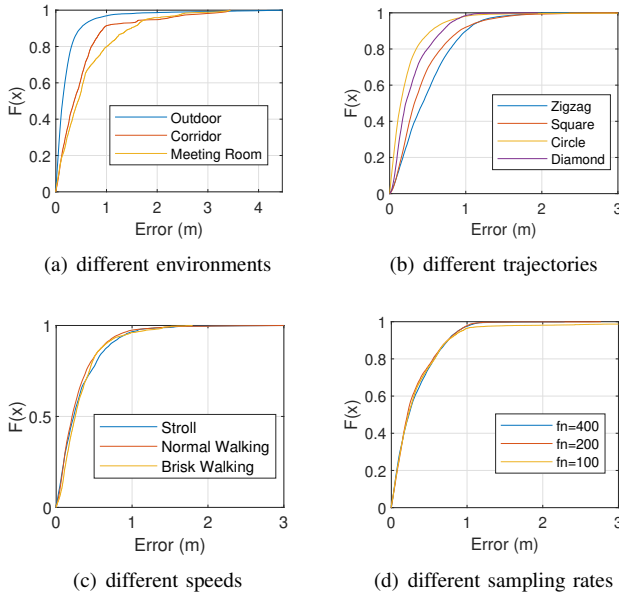 1
0.8
0.6
0.4
0.2
0
F(x)
Outdoor
Corridor
Meeting Room
0 1 2 3 4
Error (m)
(a) different environments
1
0.8
0.6
0.4
0.2
0
F(x)
Zigzag
Square
Circle
Diamond
0 1 2 3
Error (m)
(b) different trajectories
1
0.5
0
F(x)
Stroll
Normal Walking
Brisk Walking
0 1 2 3
Error (m)
(c) different speeds
1
0.8
0.6
0.4
0.2
0
F(x)
fn=400
fn=200
fn=100
0 1 2 3
Error (m)
(d) different sampling rates